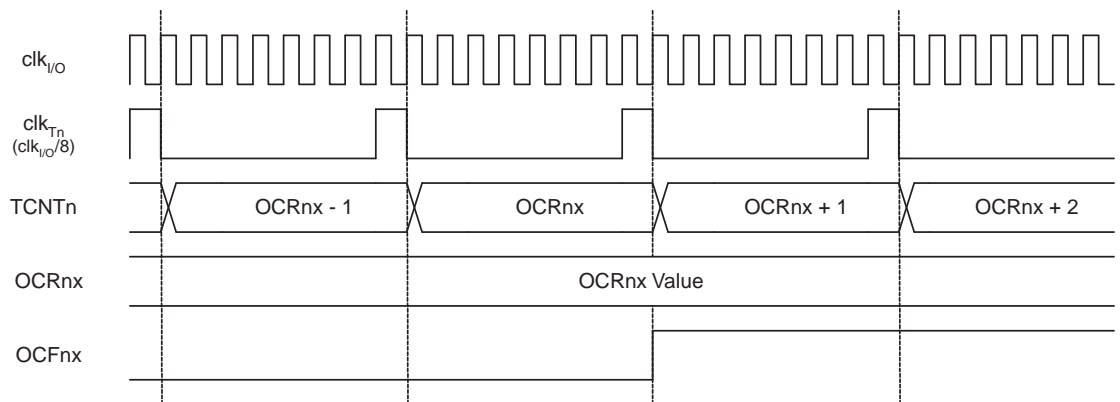 clkI/O
clkTn
(clkI/O/8)
TCNTn
OCRnx - 1
OCRnx
OCRnx + 1
OCRnx + 2
OCRnx
OCRnx Value
OCFnx